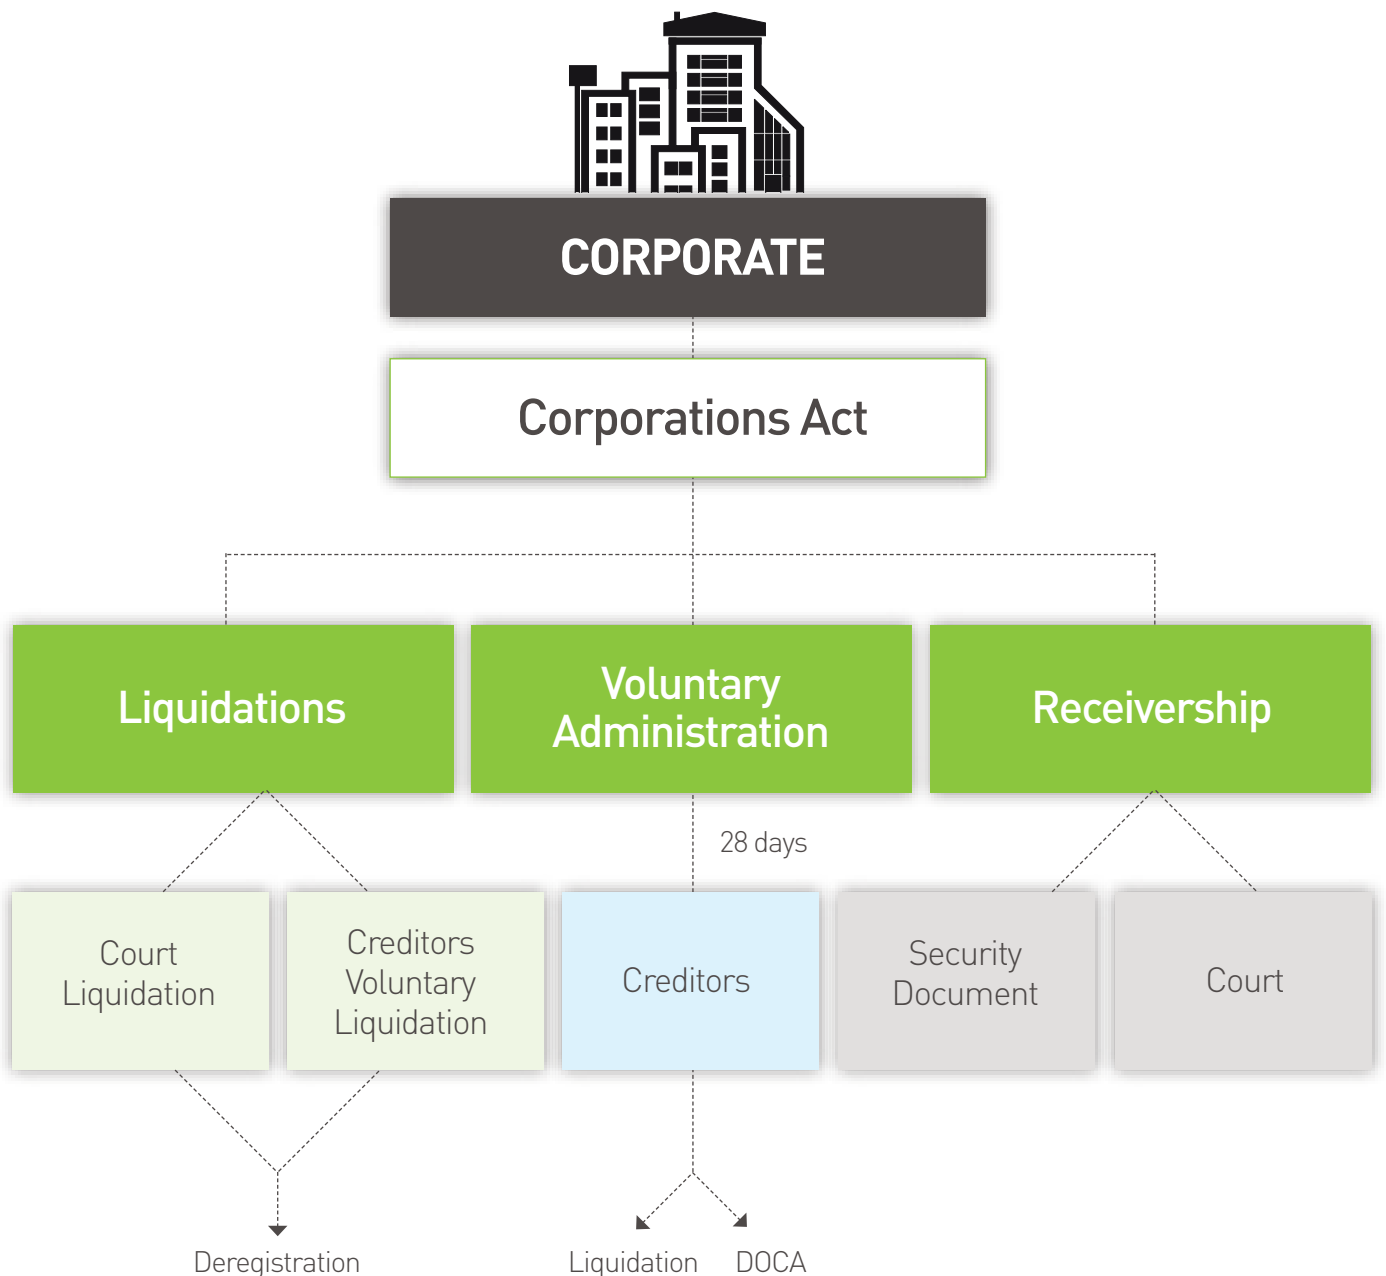 CORPORATE
Corporations Act
Liquidations
Voluntary
Administration
Receivership
28 days
Court
Liquidation
Creditors
Voluntary
Liquidation
Creditors
Security
Document
Court
Deregistration
Liquidation
DOCA